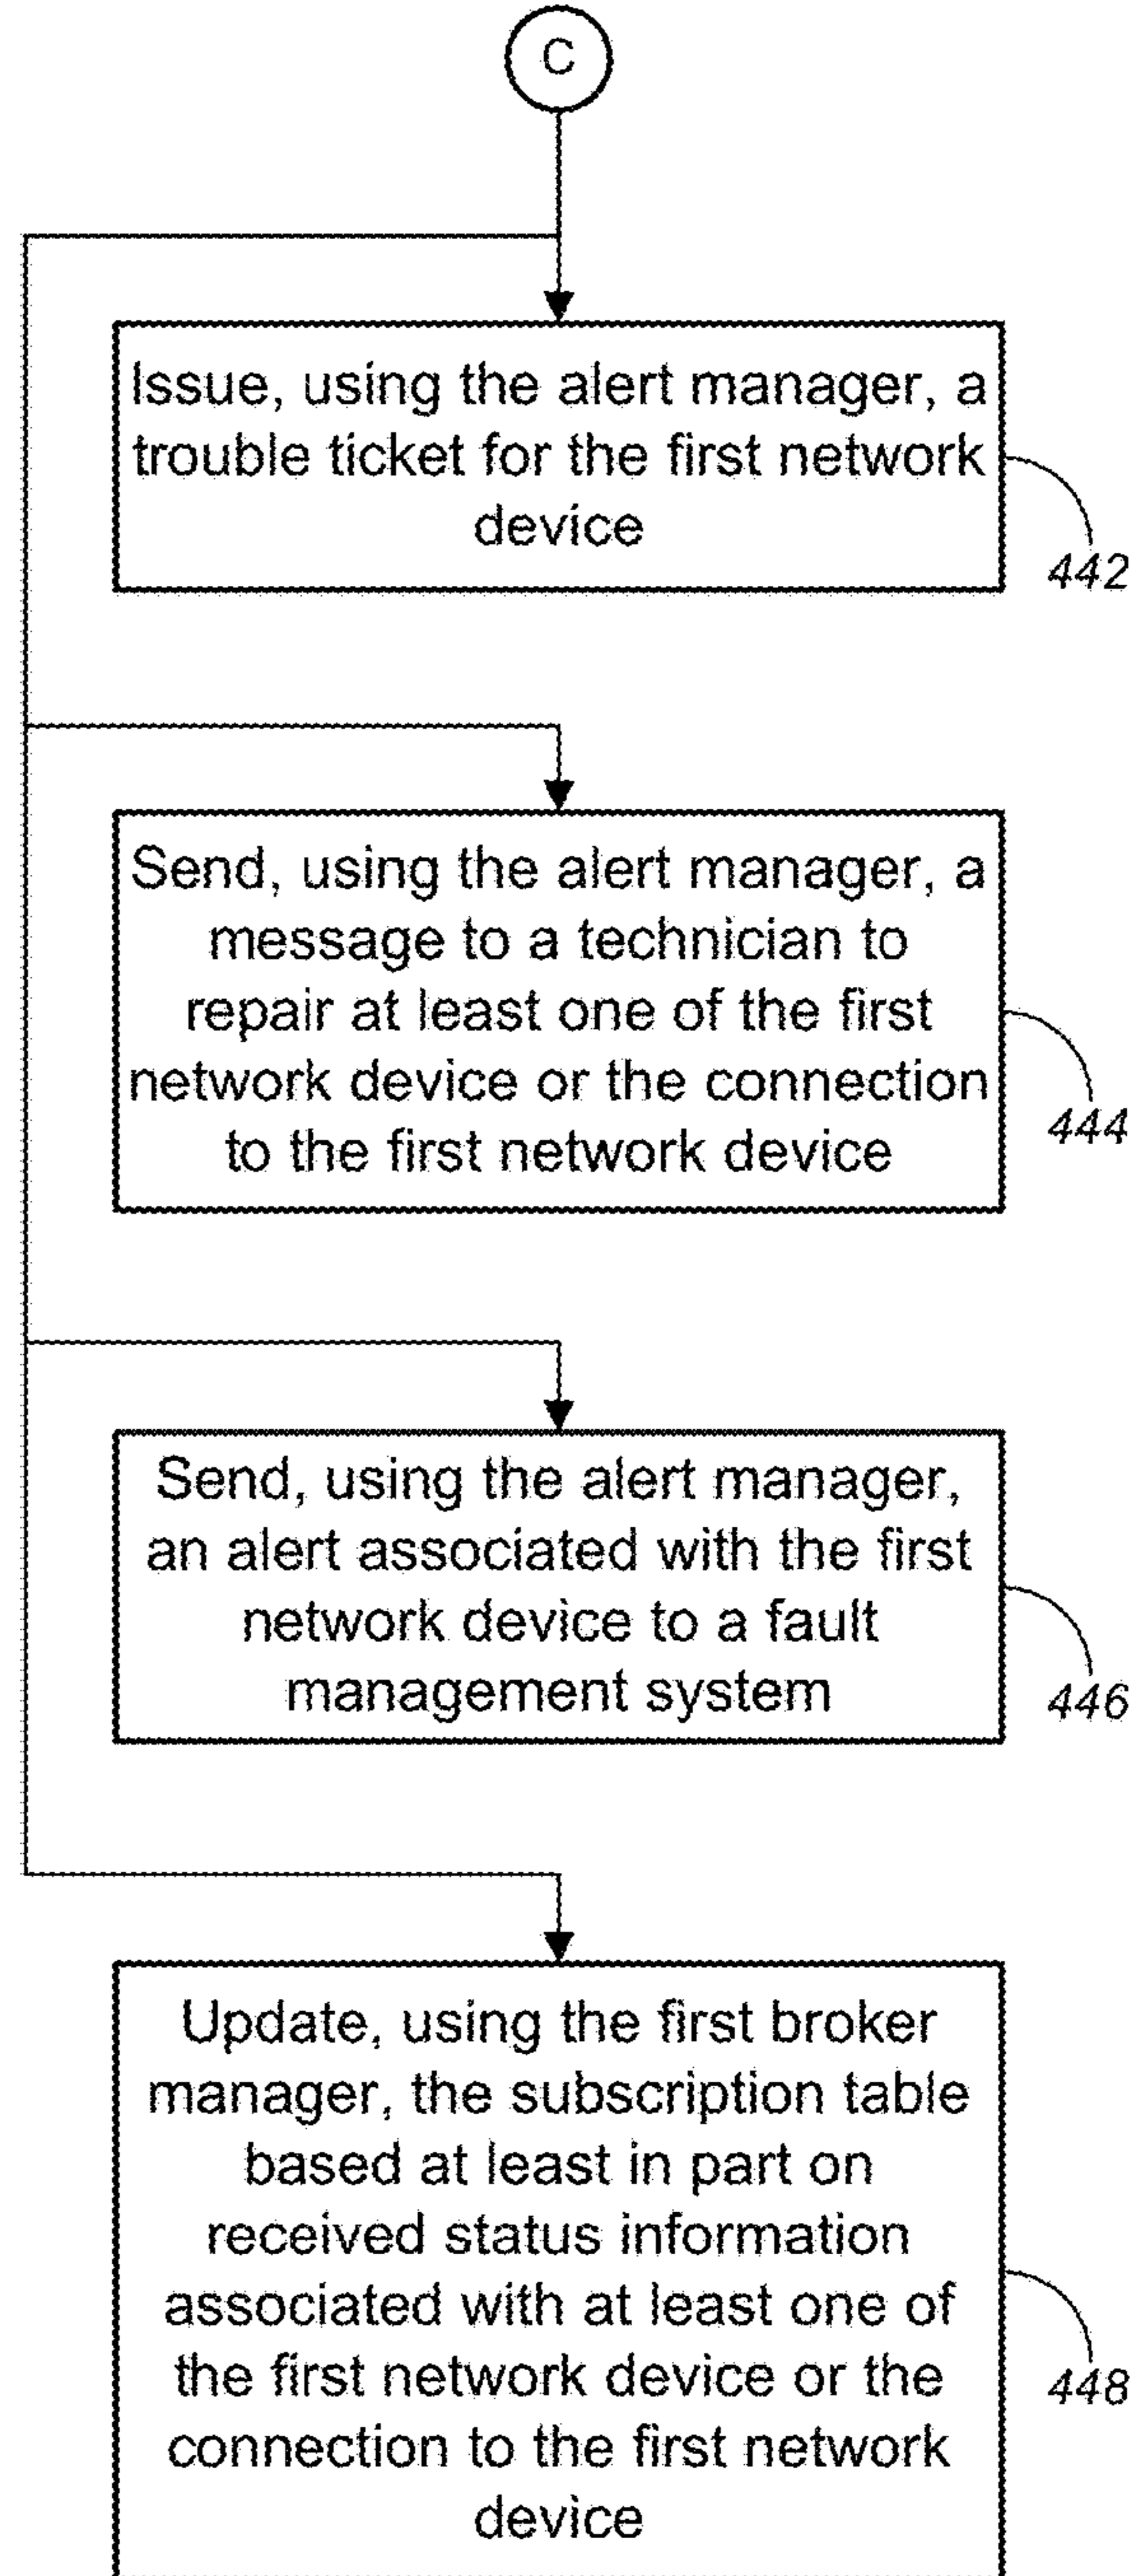 C
Issue, using the alert manager, a
trouble ticket for the first network
device
442
Send, using the alert manager, a
message to a technician to
repair at least one of the first
network device or the connection
to the first network device
444
Send, using the alert manager,
an alert associated with the first
network device to a fault
management system
446
Update, using the first broker
manager, the subscription table
based at least in part on
received status information
associated with at least one of
the first network device or the
connection to the first network
device
448